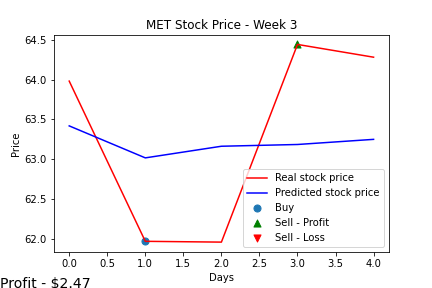 MET Stock Price - Week 3
64.5
64.0
63.5
63.0
62.5
62.0
Price
Real stock price
Predicted stock price
Buy
Sell - Profit
Sell - Loss
0.0 0.5 1.0 1.5 2.0 2.5 3.0 3.5 4.0
Days
Profit - $2.47